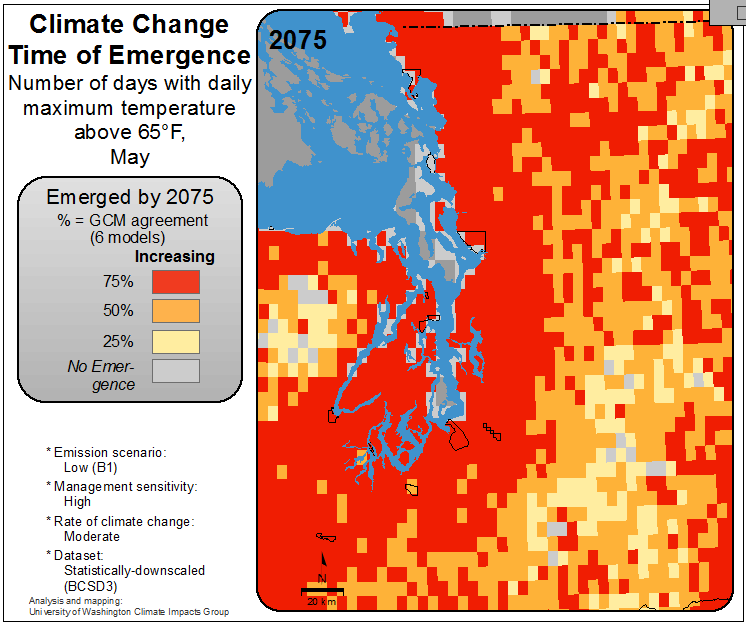 Climate Change
Time of Emergence
Number of days with daily
maximum temperature
above 65°F,
May
Emerged by 2075
% = GCM agreement
(6 models)
Increasing
75%
50%
25%
No Emer-
gence
* Emission scenario:
Low (B1)
* Management sensitivity:
High
* Rate of climate change:
Moderate
* Dataset:
Statistically-downscaled
(BCSD3)
Analysis and mapping:
University of Washington Climate Impacts Group
2075
N
20 km